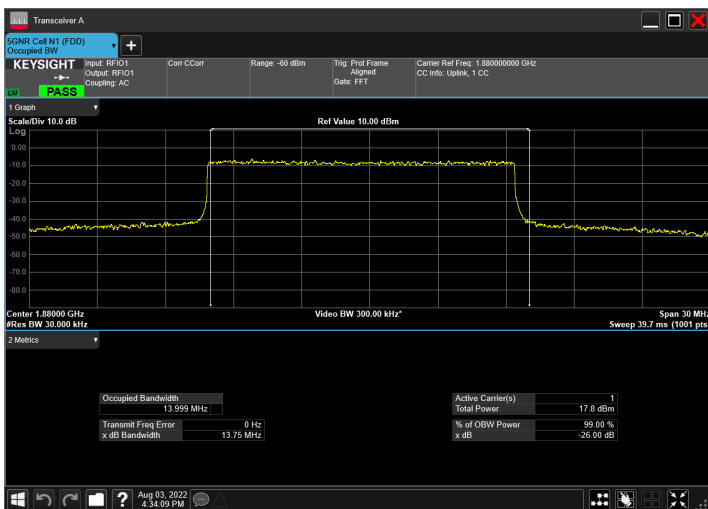 Transceiver A
5GNR Cell N1 (FDD)
Occupied BW
KEYSIGHT
LXI
PASS
Input: RFIO1
Output: RFIO1
Coupling: AC
Corr CCorr
Range: -60 dBm
Trig: Prot Frame
Aligned
Gate: FFT
Carrier Ref Freq: 1.880000000 GHz
CC Info: Uplink, 1 CC
1 Graph
Scale/Div 10.0 dB
Ref Value 10.00 dBm
Log
0.00
-10.0
-20.0
-30.0
-40.0
-50.0
-60.0
-70.0
-80.0
Center 1.88000 GHz
Video BW 300.00 kHz*
Span 30 MHz
#Res BW 30.000 kHz
Sweep 39.7 ms (1001 pts
2 Metrics
Occupied Bandwidth
13.999 MHz
Transmit Freq Error 0 Hz
x dB Bandwidth 13.75 MHz
Active Carrier(s) 1
Total Power 17.8 dBm
% of OBW Power 99.00 %
x dB -26.00 dB
Aug 03, 2022
4:34:09 PM